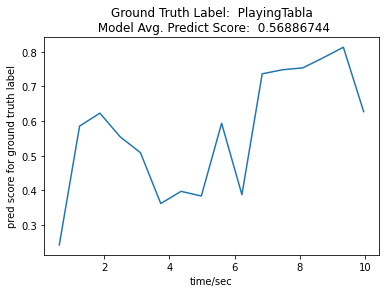 Ground Truth Label:  PlayingTabla
Model Avg. Predict Score:  0.56886744
pred score for ground truth label
0.8
0.7
0.6
0.5
0.4
0.3
2
4
6
8
10
time/sec